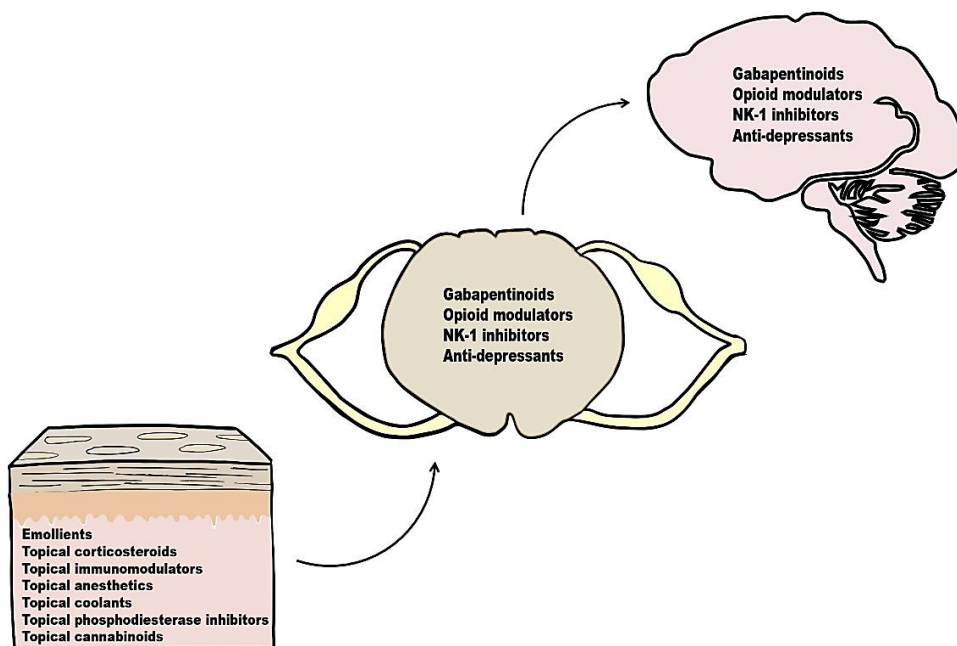 Gabapentinoids
Opioid modulators
NK-1 inhibitors
Anti-depressants
Gabapentinoids
Opioid modulators
NK-1 inhibitors
Anti-depressants
Emollients
Topical corticosteroids
Topical immunomodulators
Topical anesthetics
Topical coolants
Topical phosphodiesterase inhibitors
Topical cannabinoids